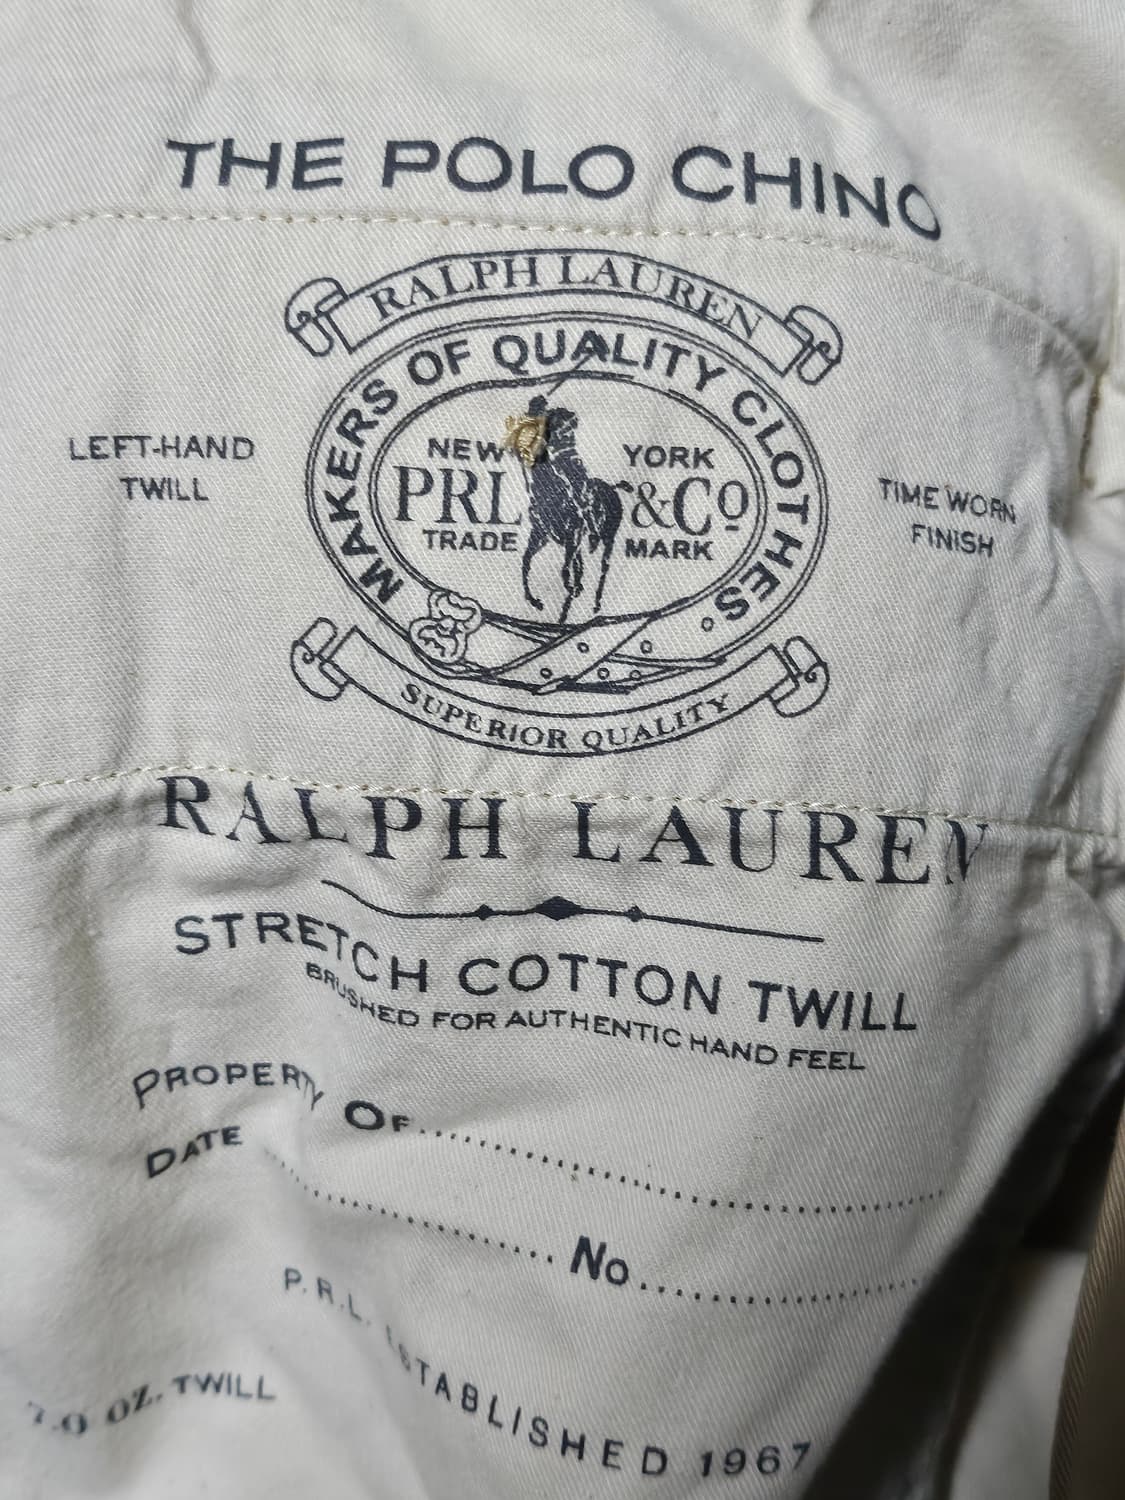 THE POLO CHINO
RALPH LAUREN
MAKERS OF QUALITY CLOTHES
NEW YORK
PRL &Cº
TRADE MARK
LEFT-HAND
TWILL
TIME WORN
FINISH
SUPERIOR QUALITY
RALPH LAUREN
STRETCH COTTON TWILL
BRUSHED FOR AUTHENTIC HAND FEEL
PROPERTY OF
DATE No
P.R.L. ESTABLISHED 1967
OZ. TWILL